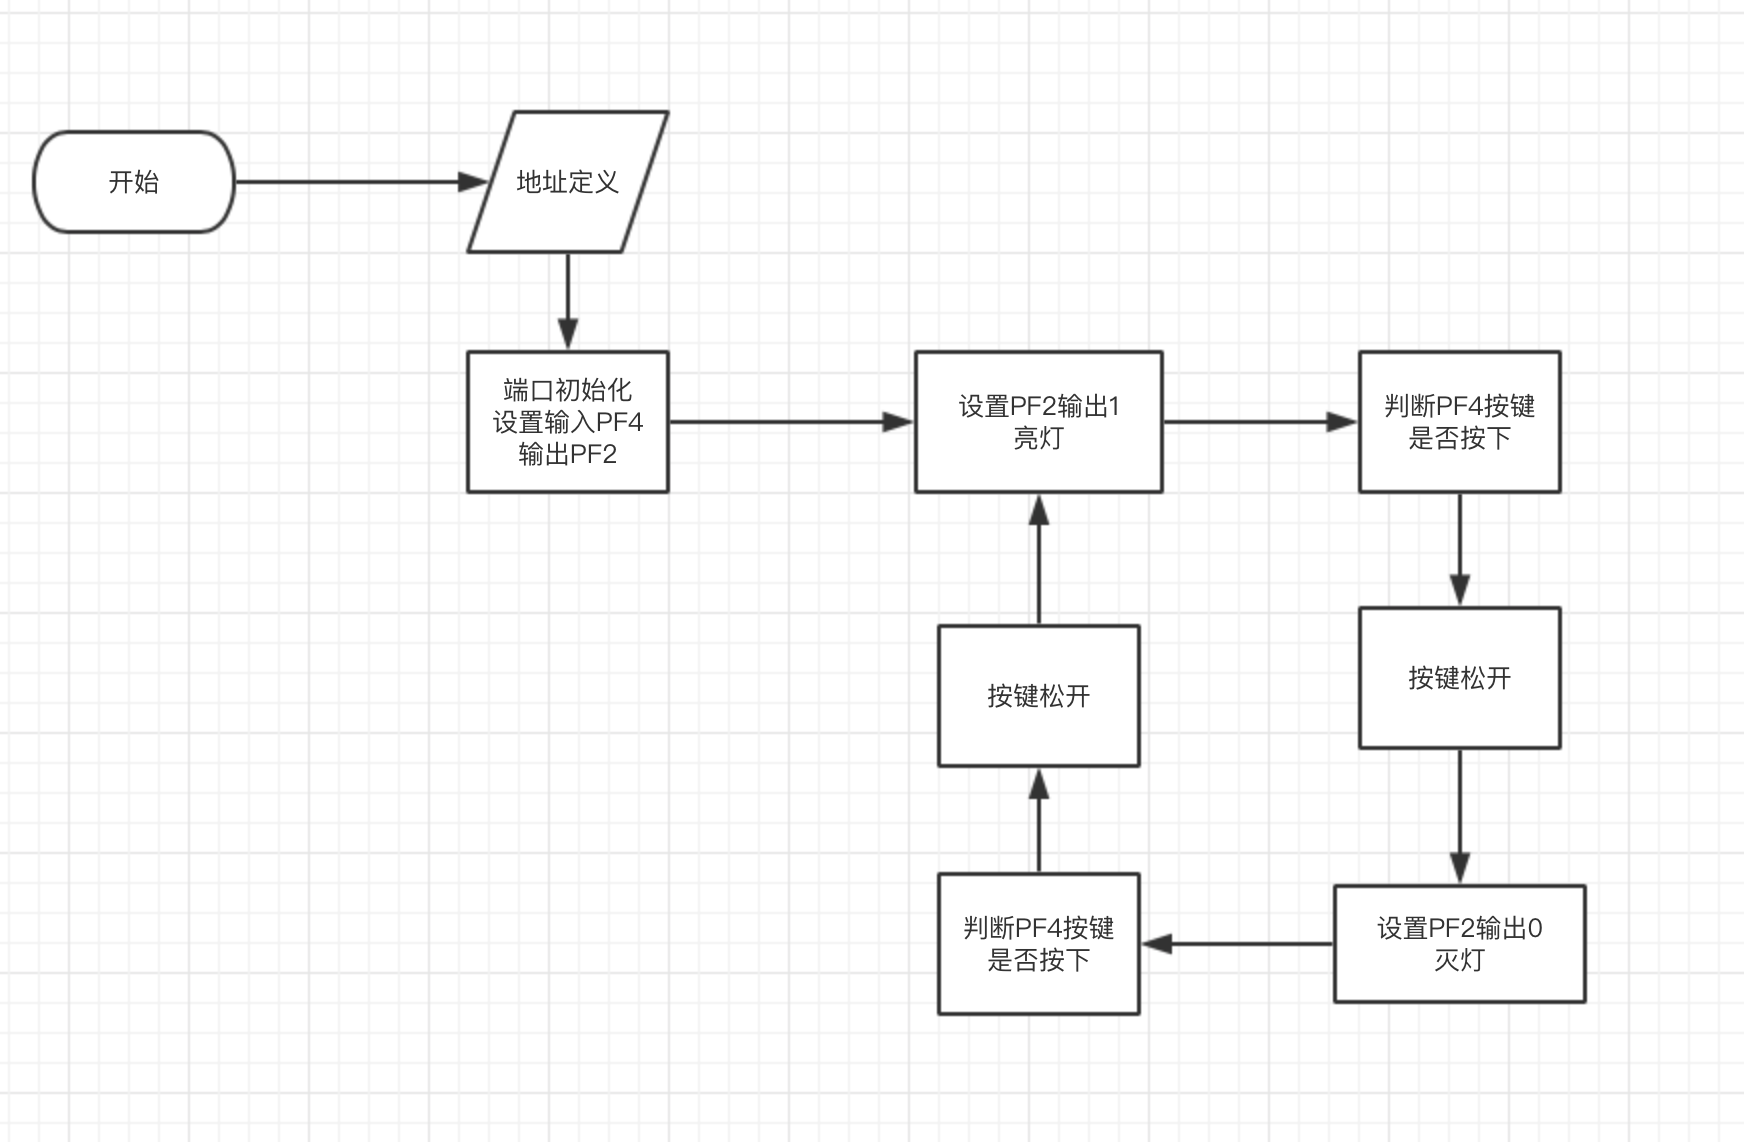 开始
地址定义
端口初始化
设置输入PF4
输出PF2
设置PF2输出1
亮灯
判断PF4按键
是否按下
按键松开
设置PF2输出0
灭灯
判断PF4按键
是否按下
按键松开